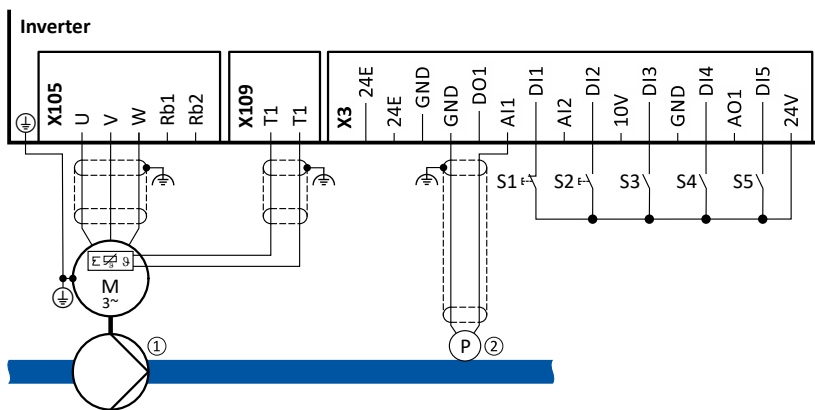 Inverter
X105
U
V
W
Rb1
Rb2
X109
T1
T1
X3
24E
24E
GND
GND
DO1
AI1
DI1
AI2
DI2
10V
DI3
GND
DI4
AO1
DI5
24V
S1
S2
S3
S4
S5
ϑ
M
3~
P
①
②